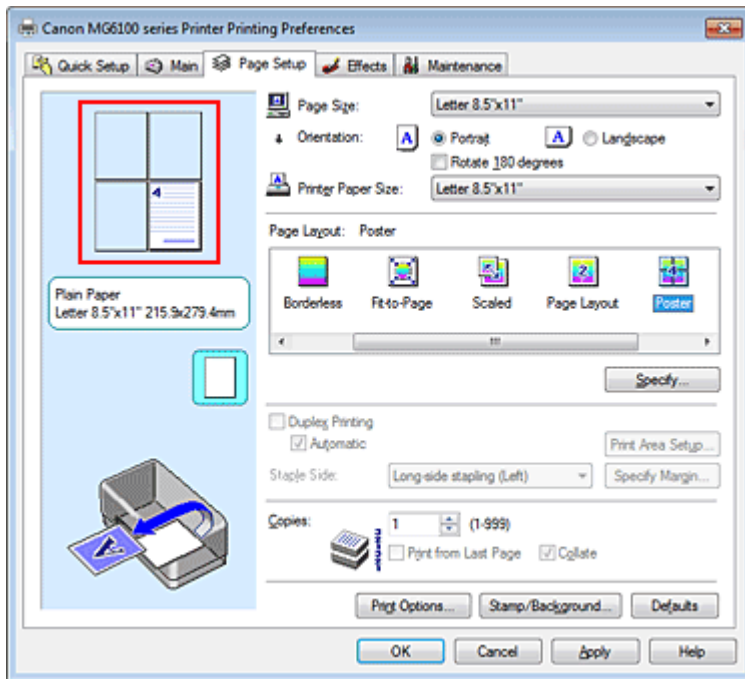 Canon MG6100 series Printer Printing Preferences
Quick Setup Main Page Setup Effects Maintenance
Page Size: Letter 8.5"x11"
Orientation: A Portrait A Landscape
Rotate 180 degrees
Printer Paper Size: Letter 8.5"x11"
4
Plain Paper
Letter 8.5"x11" 215.9x279.4mm
Page Layout: Poster
Borderless Fit-to-Page Scaled Page Layout Poster
Specify...
Duplex Printing
Automatic Print Area Setup...
Staple Side: Long-side stapling (Left) Specify Margin...
Copies: 1 (1-999)
Print from Last Page Collate
Print Options... Stamp/Background... Defaults
OK Cancel Apply Help